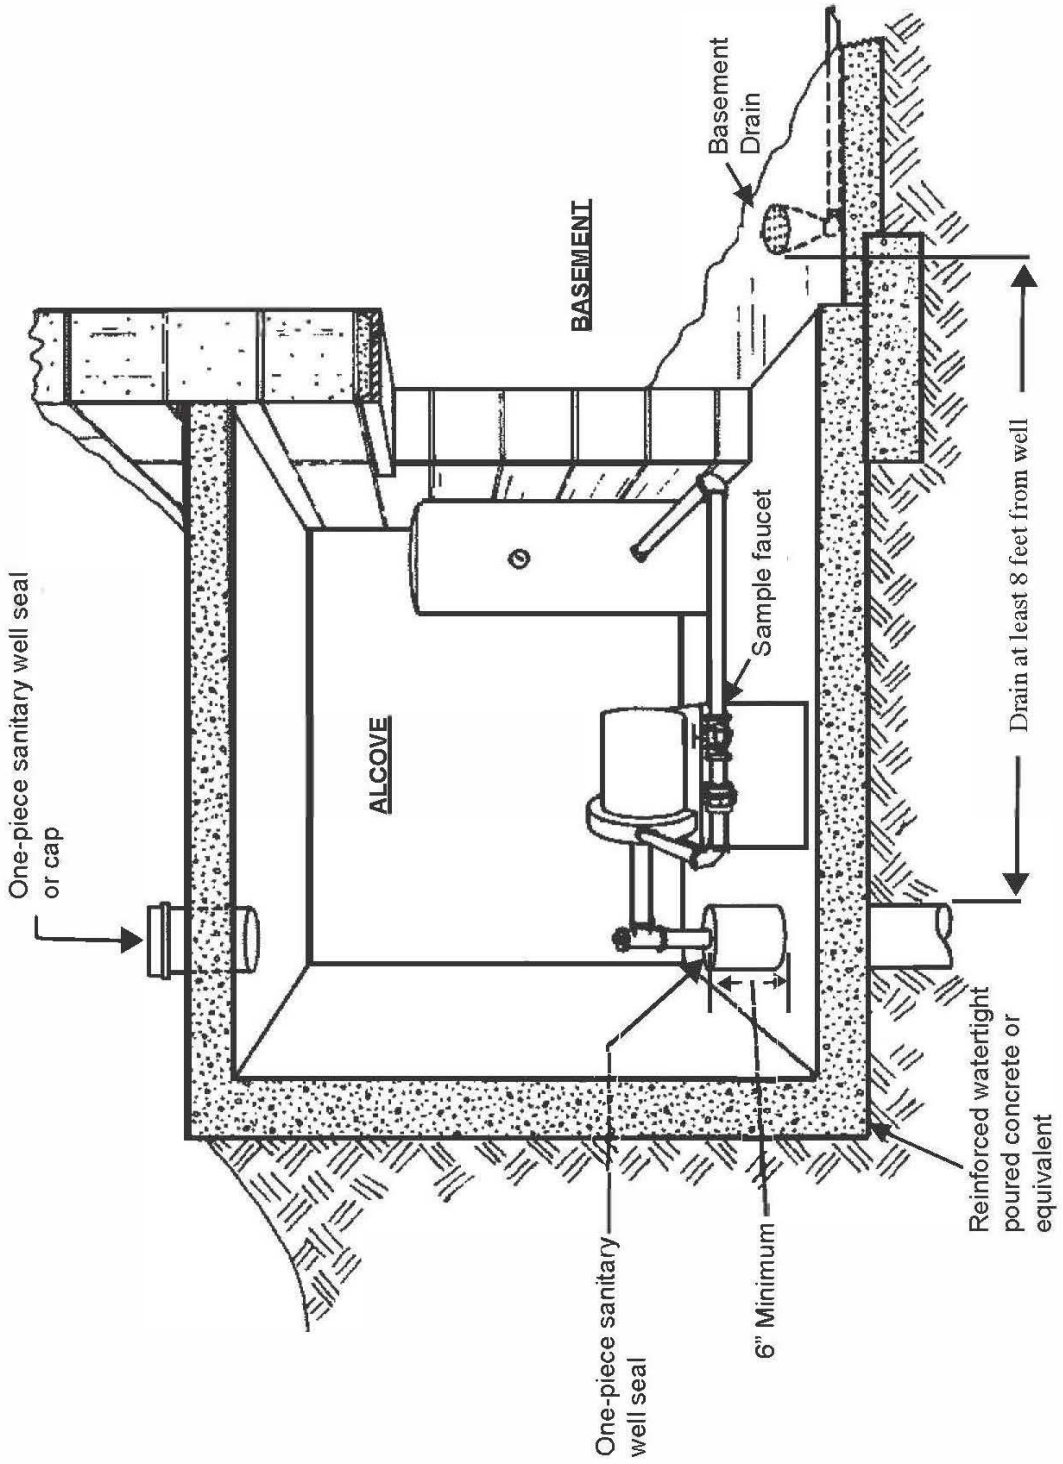 One-piece sanitary well seal
or cap
BASEMENT
Basement
Drain
ALCOVE
Sample faucet
One-piece sanitary
well seal
6" Minimum
Drain at least 8 feet from well
Reinforced watertight
poured concrete or
equivalent